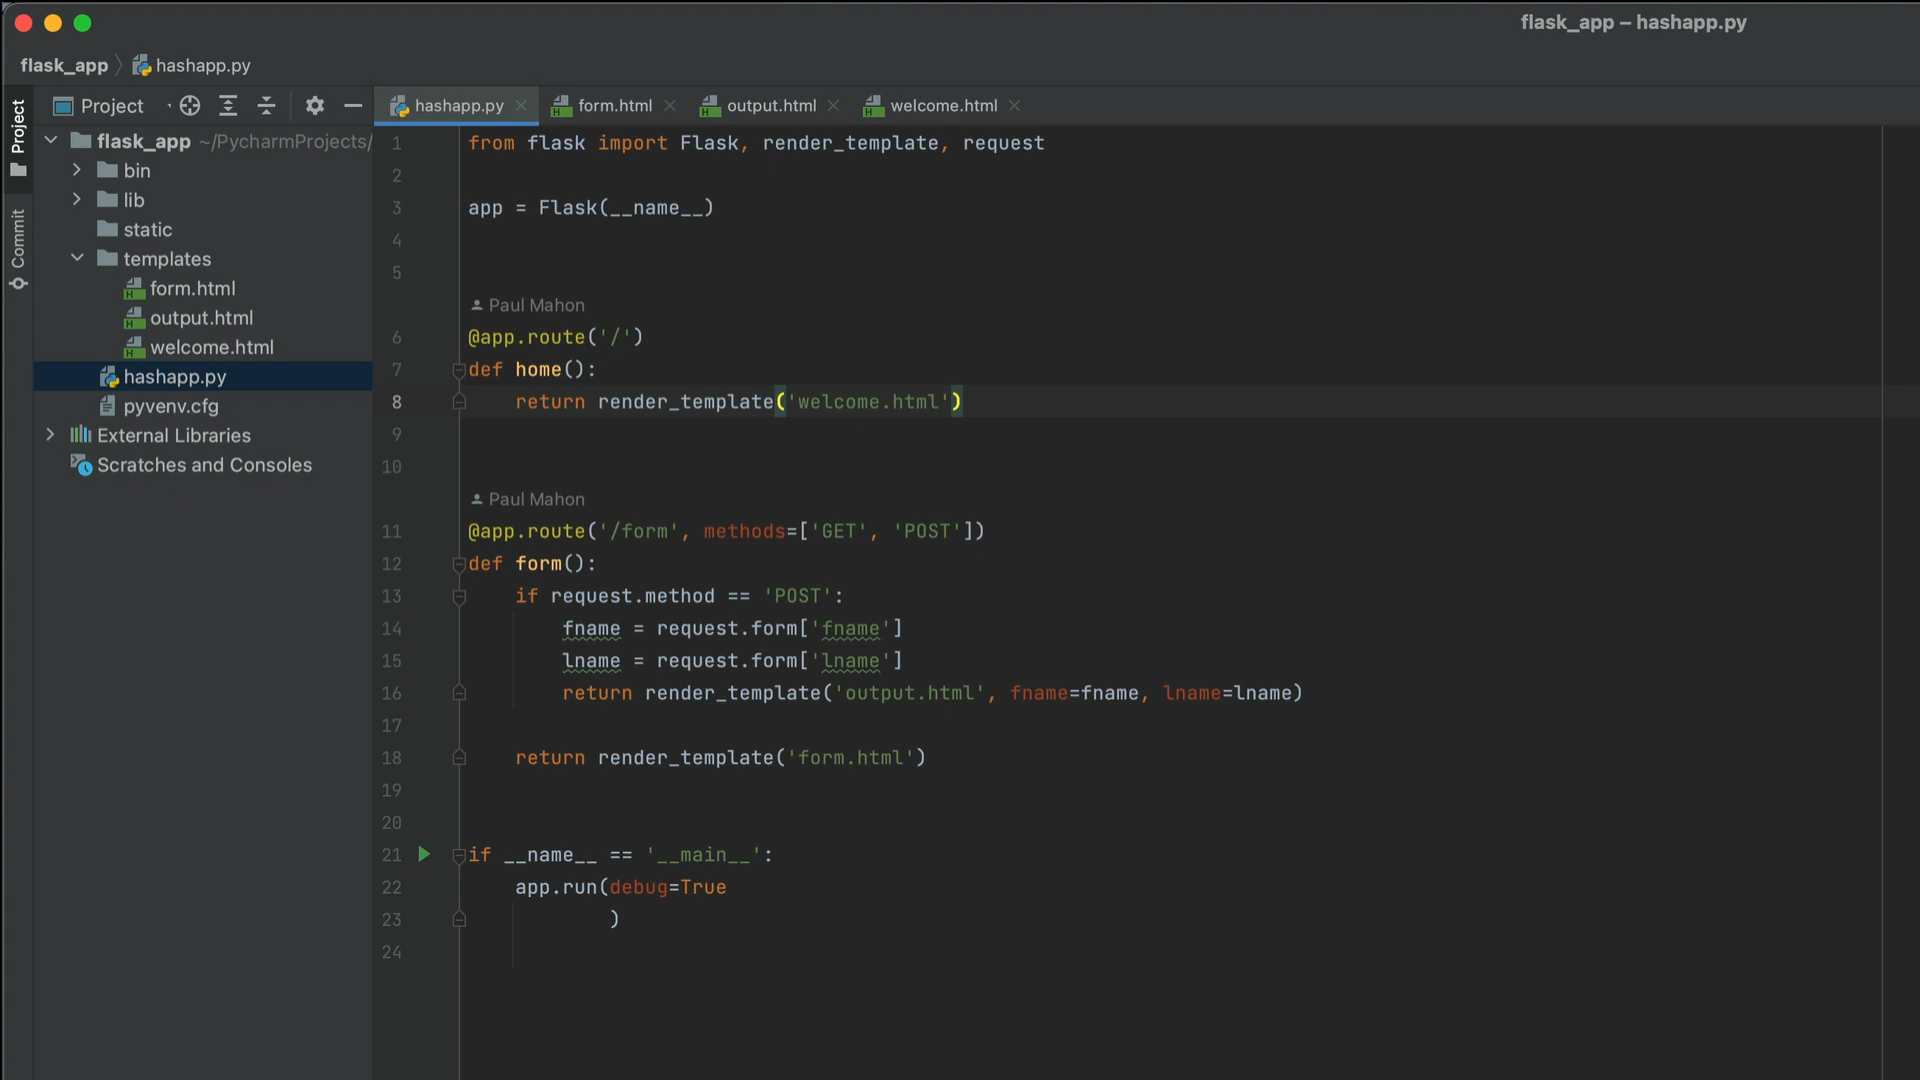 flask_app – hashapp.py
flask_app hashapp.py
Project
Commit
Project
hashapp.py form.html output.html welcome.html
flask_app ~/PycharmProjects/
bin
lib
static
templates
form.html
output.html
welcome.html
hashapp.py
pyvenv.cfg
External Libraries
Scratches and Consoles
1 from flask import Flask, render_template, request
2
3 app = Flask(__name__)
4
5
Paul Mahon
6 @app.route('/')
7 def home():
8 return render_template('welcome.html')
9
10
Paul Mahon
11 @app.route('/form', methods=['GET', 'POST'])
12 def form():
13 if request.method == 'POST':
14 fname = request.form['fname']
15 lname = request.form['lname']
16 return render_template('output.html', fname=fname, lname=lname)
17
18 return render_template('form.html')
19
20
21 if __name__ == '__main__':
22 app.run(debug=True
23 )
24